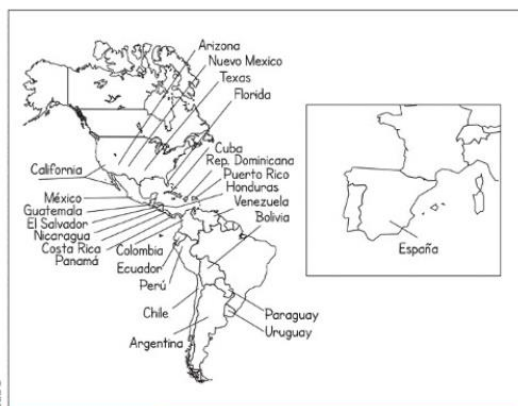 Arizona
Nuevo Mexico
Texas
Florida
Cuba
Rep. Dominicana
Puerto Rico
Honduras
Venezuela
Bolivia
California
México
Guatemala
El Salvador
Nicaragua
Costa Rica
Panamá
Colombia
Ecuador
Perú
Chile
Argentina
Paraguay
Uruguay
España